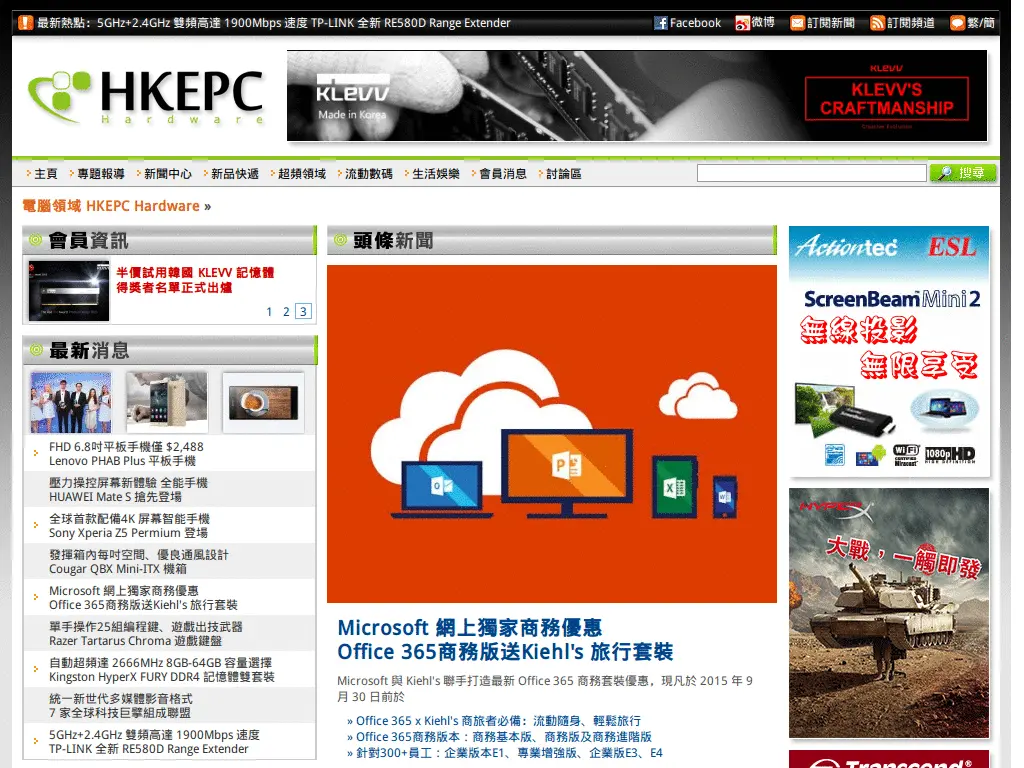 最新熱點：5GHz+2.4GHz 雙頻高達 1900Mbps 速度 TP-LINK 全新 RE580D Range Extender
Facebook
微博
訂閱新聞
訂閱頻道
繁/簡
HKEPC
Hardware
KLEVV
Made in Korea
KLEVV
KLEVV'S
CRAFTMANSHIP
主頁
專題報導
新聞中心
新品快遞
超頻領域
流動數碼
生活娛樂
會員消息
討論區
搜尋
電腦領域 HKEPC Hardware »
會員資訊
半價試用韓國 KLEVV 記憶體
得獎者名單正式出爐
1 2 3
最新消息
FHD 6.8吋平板手機僅 $2,488
Lenovo PHAB Plus 平板手機
壓力操控屏幕新體驗 全能手機
HUAWEI Mate S 搶先登場
全球首款配備4K 屏幕智能手機
Sony Xperia Z5 Permium 登場
發揮箱內每吋空間、優良通風設計
Cougar QBX Mini-ITX 機箱
Microsoft 網上獨家商務優惠
Office 365商務版送Kiehl's 旅行套裝
單手操作25組編程鍵、遊戲出技武器
Razer Tartarus Chroma 遊戲鍵盤
自動超頻達 2666MHz 8GB-64GB 容量選擇
Kingston HyperX FURY DDR4 記憶體雙套裝
統一新世代多媒體影音格式
7 家全球科技巨擘組成聯盟
5GHz+2.4GHz 雙頻高達 1900Mbps 速度
TP-LINK 全新 RE580D Range Extender
頭條新聞
Microsoft 網上獨家商務優惠
Office 365商務版送Kiehl's 旅行套裝
Microsoft 與 Kiehl's 聯手打造最新 Office 365 商務套裝優惠，現凡於 2015 年 9
月 30 日前於
» Office 365 x Kiehl's 商旅者必備：流動隨身、輕鬆旅行
» Office 365商務版：商務基本版、商務版及商務進階版
» 針對300+員工：企業版E1、專業增強版、企業版E3、E4
Actiontec ESL
ScreenBeam Mini2
無線投影
無限享受
Wi Fi
CERTIFIED
Miracast
1080p HD
HIGH DEFINITION
HYPERX
大戰，一觸即發
Transcend